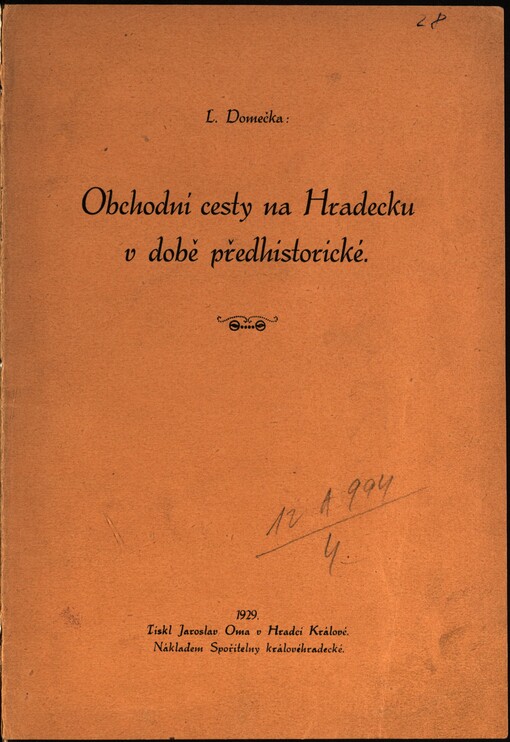 28
L. Domečka:
Obchodní cesty na Hradecku
v době předhistorické.
12 A 994
4.
1929.
Tiskl Jaroslav Oma v Hradci Králové.
Nákladem Spořitelny královéhradecké.